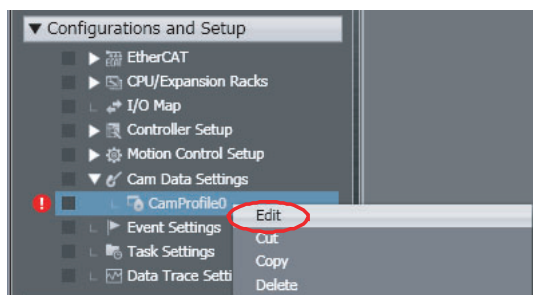 ▼ Configurations and Setup
▶ EtherCAT
▶ CPU/Expansion Racks
I/O Map
▶ Controller Setup
▶ Motion Control Setup
▼ Cam Data Settings
CamProfile0
Edit
Event Settings
Cut
Task Settings
Copy
Data Trace Setti
Delete